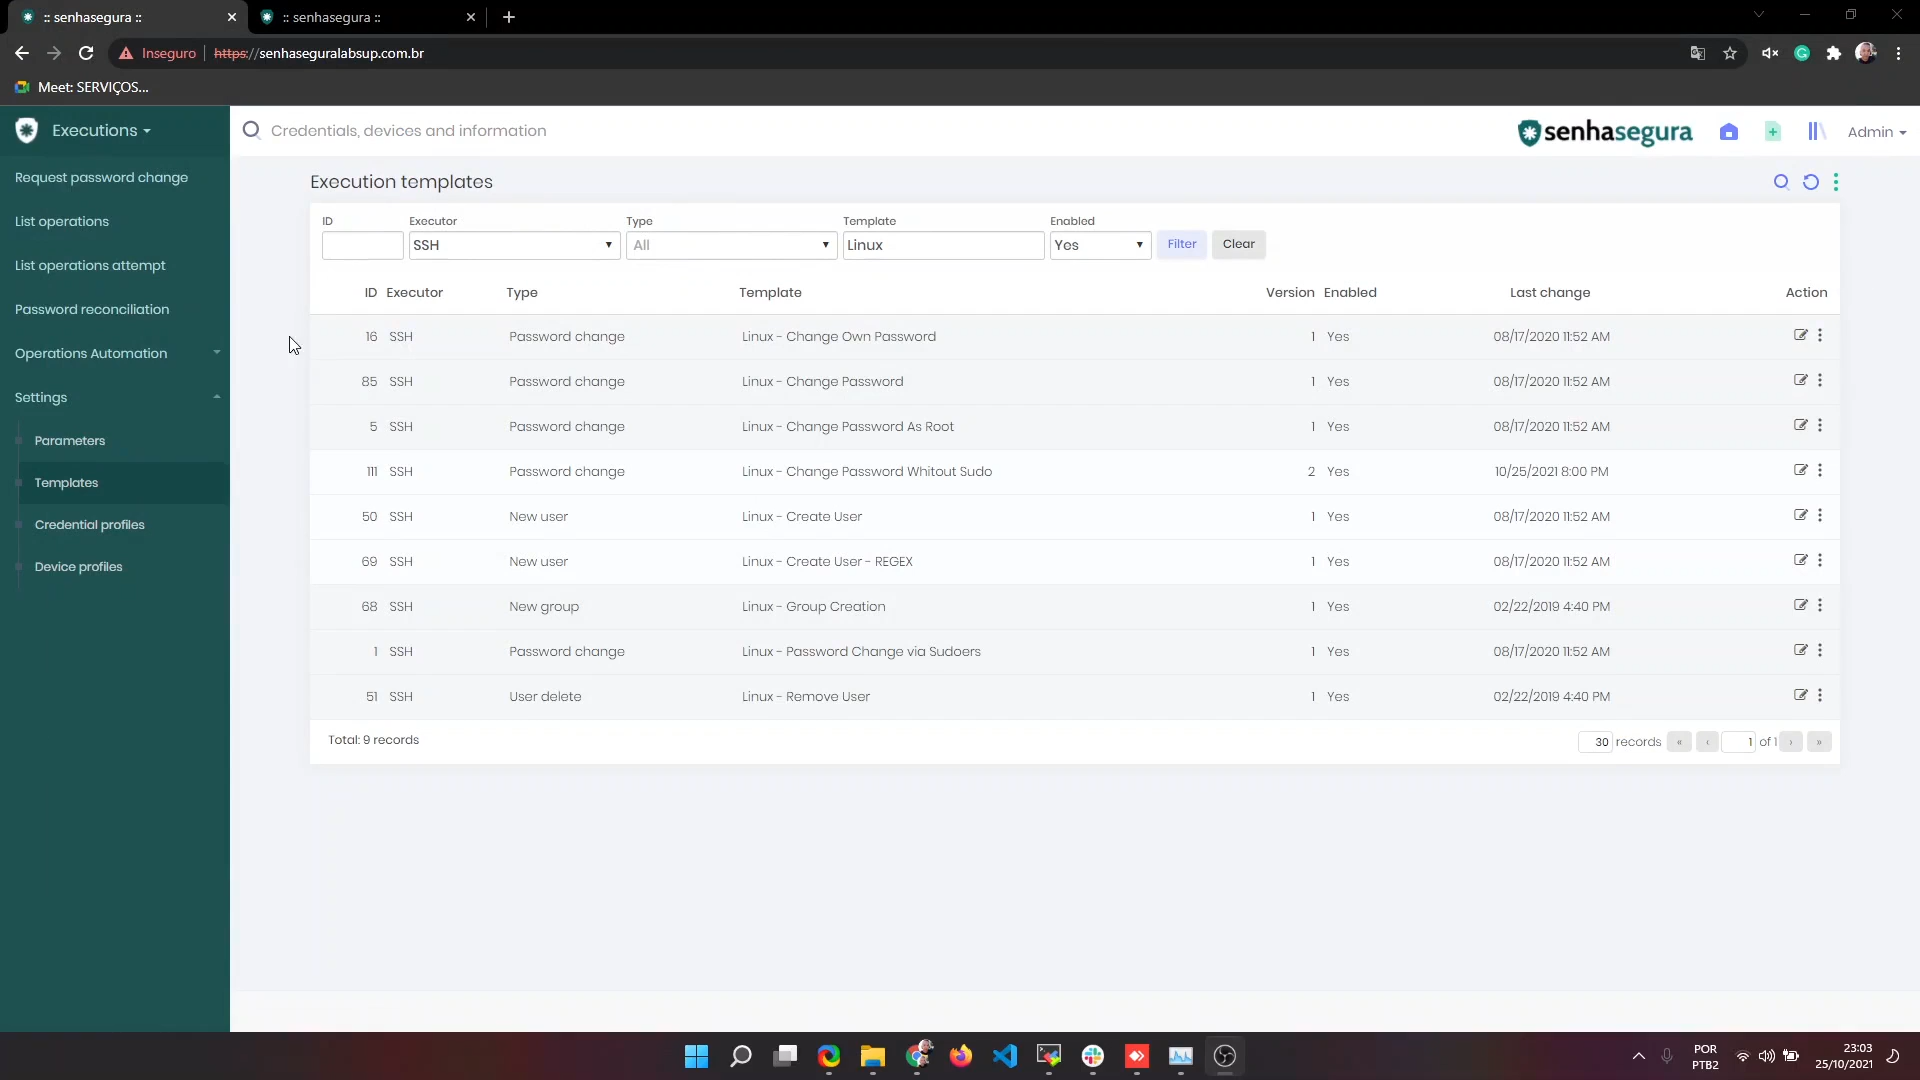 :: senhasegura ::
:: senhasegura ::
Inseguro https://senhaseguralabsup.com.br
Meet: SERVIÇOS...
Executions
Credentials, devices and information
senhasegura
Admin
Request password change
List operations
List operations attempt
Password reconciliation
Operations Automation
Settings
Parameters
Templates
Credential profiles
Device profiles
Execution templates
ID Executor Type Template Enabled
SSH All Linux Yes Filter Clear
ID Executor Type Template Version Enabled Last change Action
16 SSH Password change Linux - Change Own Password 1 Yes 08/17/2020 11:52 AM
85 SSH Password change Linux - Change Password 1 Yes 08/17/2020 11:52 AM
5 SSH Password change Linux - Change Password As Root 1 Yes 08/17/2020 11:52 AM
111 SSH Password change Linux - Change Password Whitout Sudo 2 Yes 10/25/2021 8:00 PM
50 SSH New user Linux - Create User 1 Yes 08/17/2020 11:52 AM
69 SSH New user Linux - Create User - REGEX 1 Yes 08/17/2020 11:52 AM
68 SSH New group Linux - Group Creation 1 Yes 02/22/2019 4:40 PM
1 SSH Password change Linux - Password Change via Sudoers 1 Yes 08/17/2020 11:52 AM
51 SSH User delete Linux - Remove User 1 Yes 02/22/2019 4:40 PM
Total: 9 records
30 records « ‹ 1 of 1 › »
POR
PTB2
23:03
25/10/2021